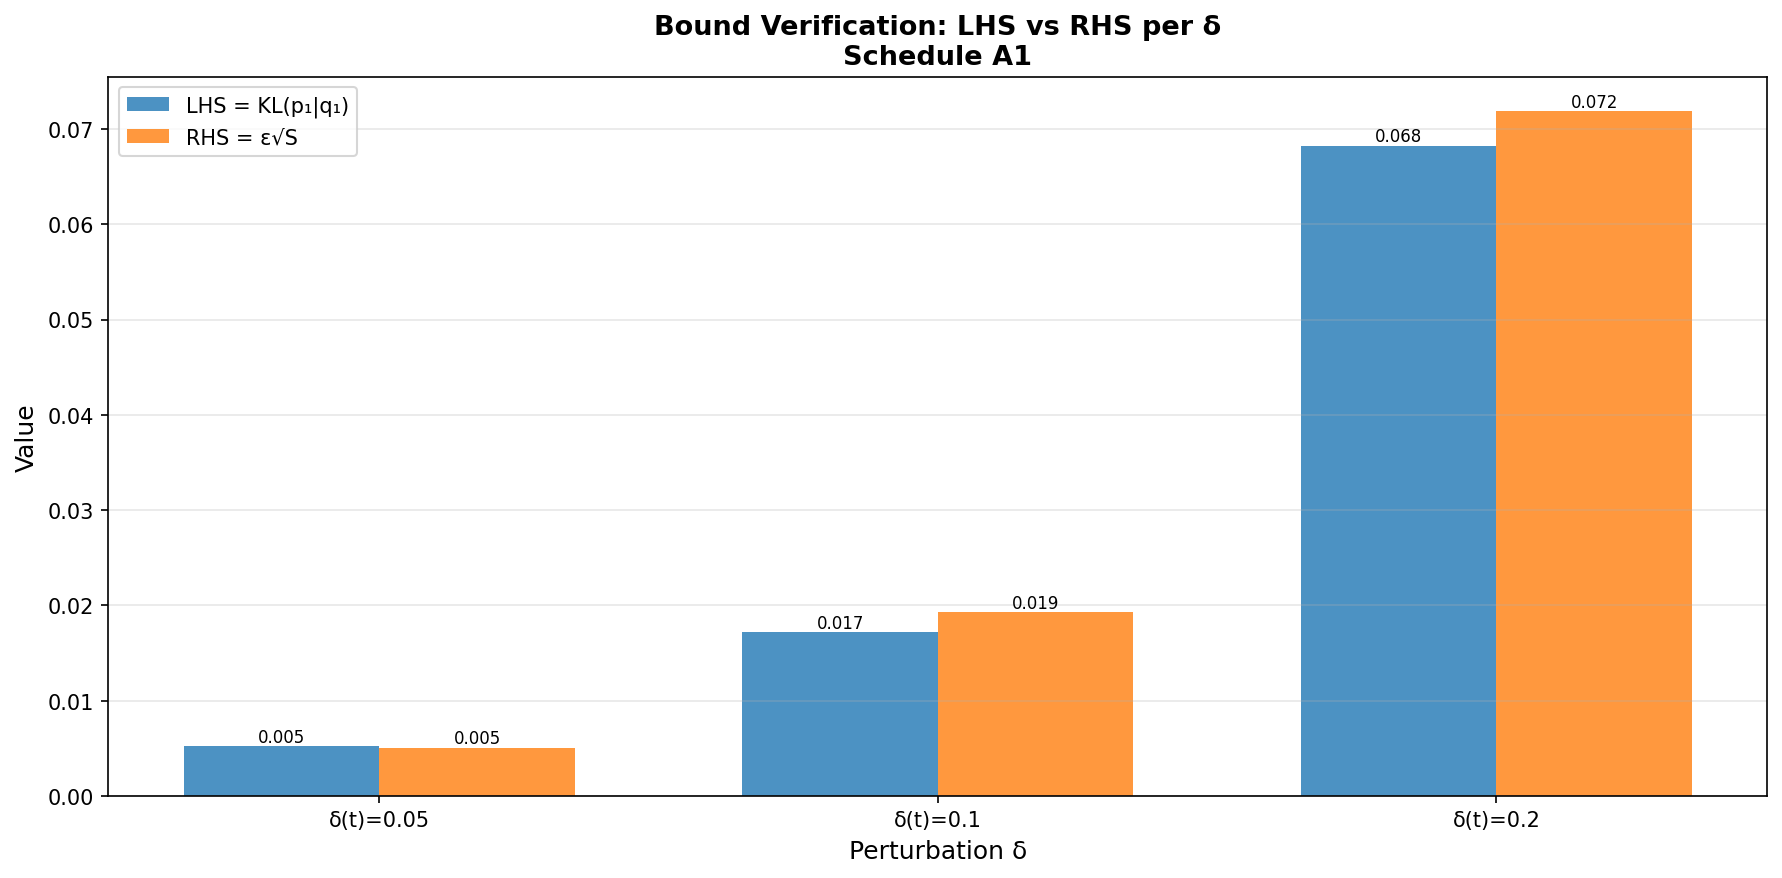 Bound Verification: LHS vs RHS per δ
Schedule A1
LHS = KL(p₁|q₁)
RHS = ε√S
Value
0.07
0.06
0.05
0.04
0.03
0.02
0.01
0.00
0.005
0.005
0.017
0.019
0.068
0.072
δ(t)=0.05
δ(t)=0.1
δ(t)=0.2
Perturbation δ